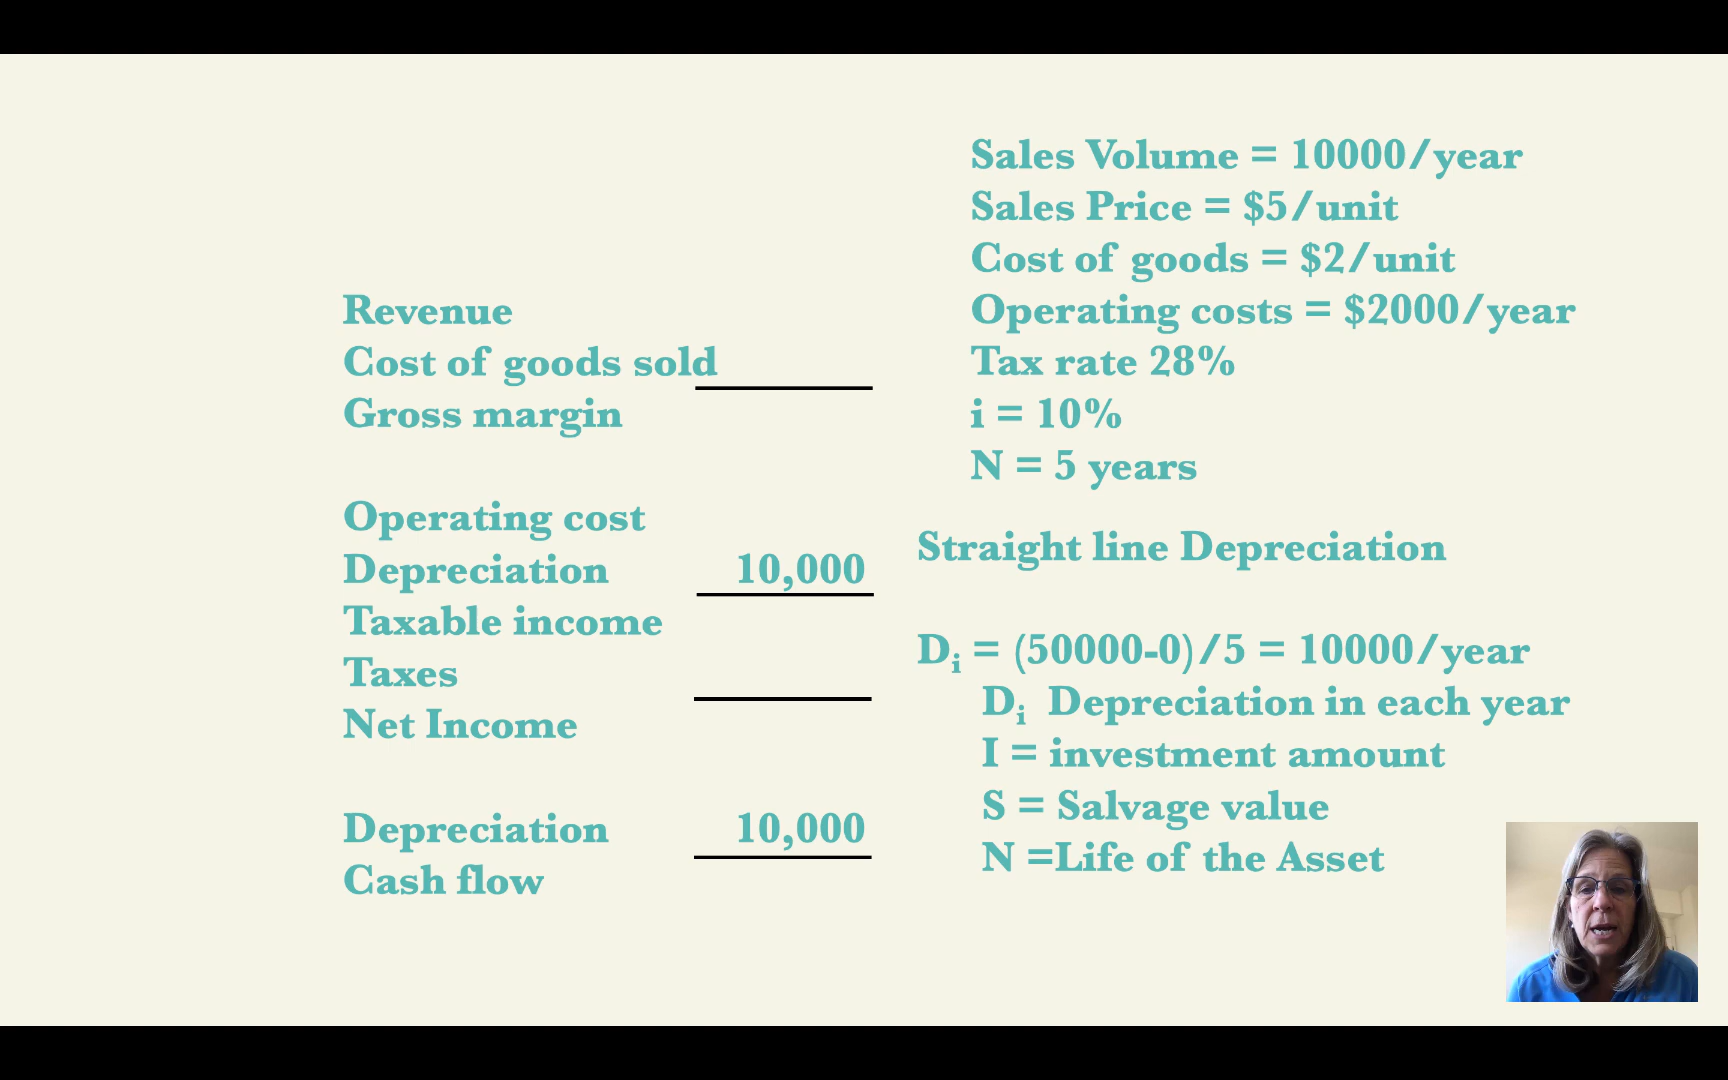 Revenue
Cost of goods sold
Gross margin
Operating cost
Depreciation 10,000
Taxable income
Taxes
Net Income
Depreciation 10,000
Cash flow
Sales Volume = 10000/year
Sales Price = $5/unit
Cost of goods = $2/unit
Operating costs = $2000/year
Tax rate 28%
i = 10%
N = 5 years
Straight line Depreciation
Di = (50000-0)/5 = 10000/year
Di Depreciation in each year
I = investment amount
S = Salvage value
N =Life of the Asset